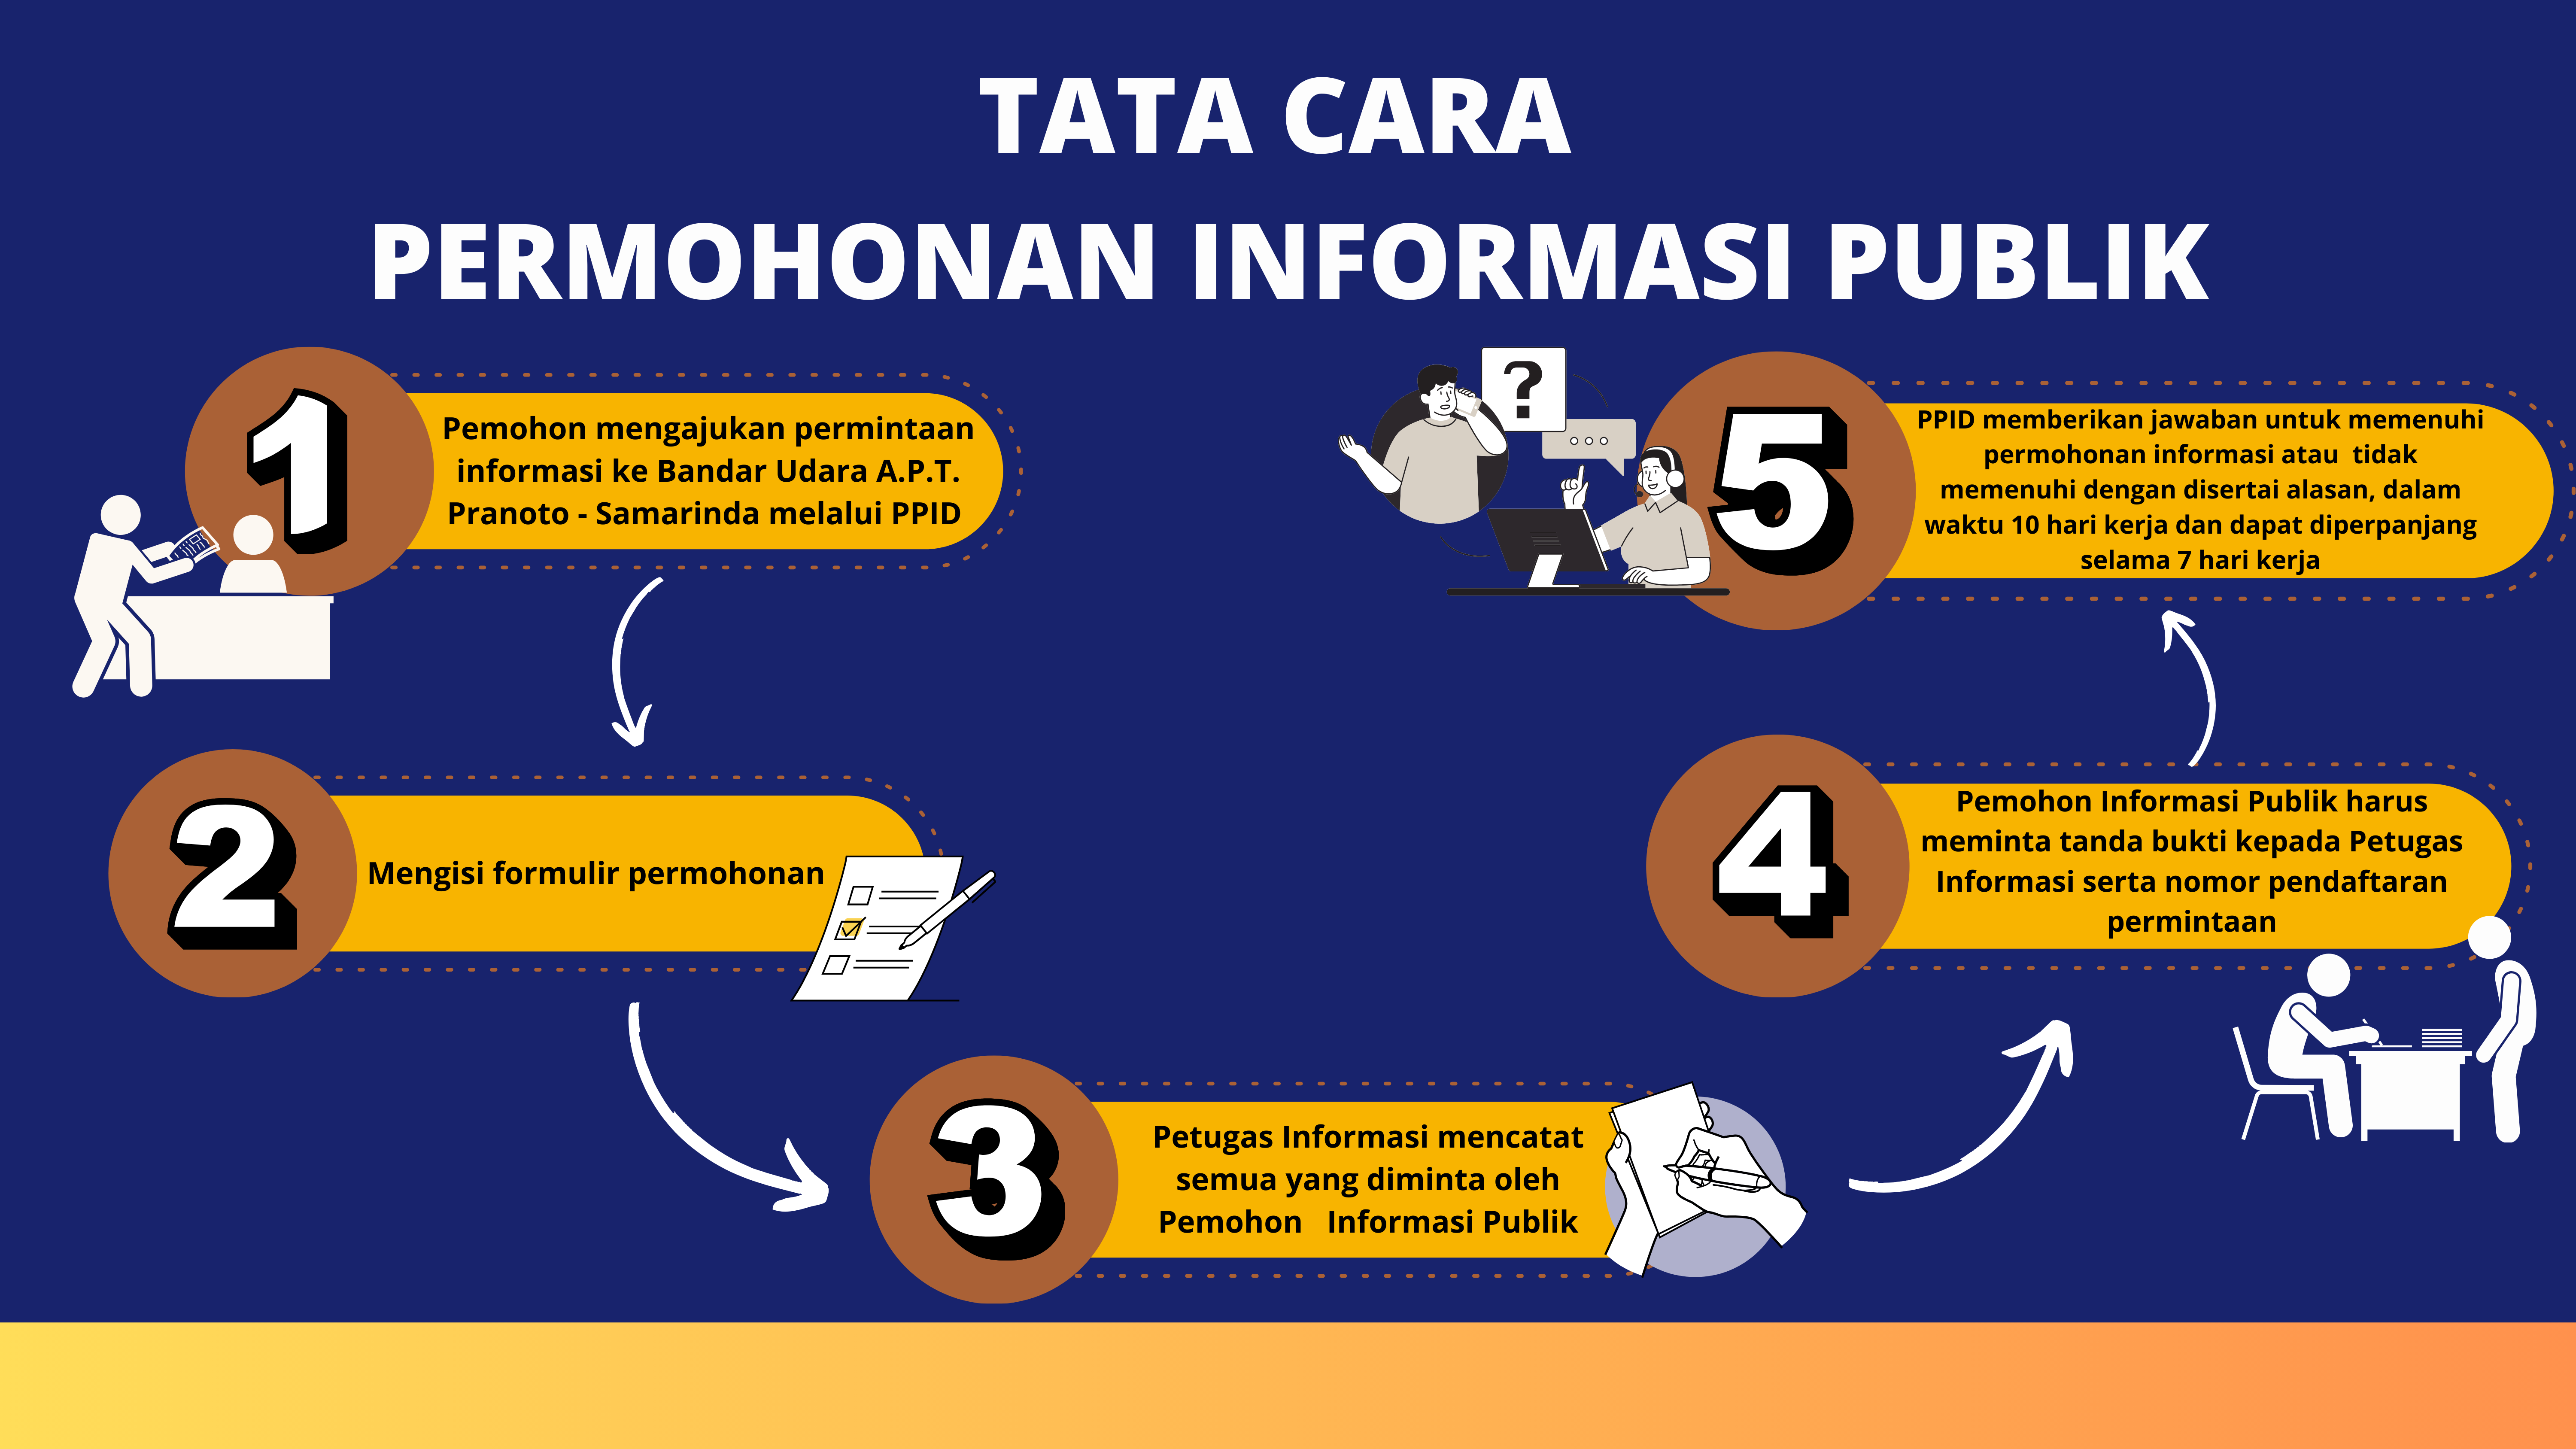 TATA CARA
PERMOHONAN INFORMASI PUBLIK
1
Pemohon mengajukan permintaan
informasi ke Bandar Udara A.P.T.
Pranoto - Samarinda melalui PPID
2
Mengisi formulir permohonan
3
Petugas Informasi mencatat
semua yang diminta oleh
Pemohon   Informasi Publik
4
Pemohon Informasi Publik harus
meminta tanda bukti kepada Petugas
Informasi serta nomor pendaftaran
permintaan
?
5
PPID memberikan jawaban untuk memenuhi
permohonan informasi atau  tidak
memenuhi dengan disertai alasan, dalam
waktu 10 hari kerja dan dapat diperpanjang
selama 7 hari kerja